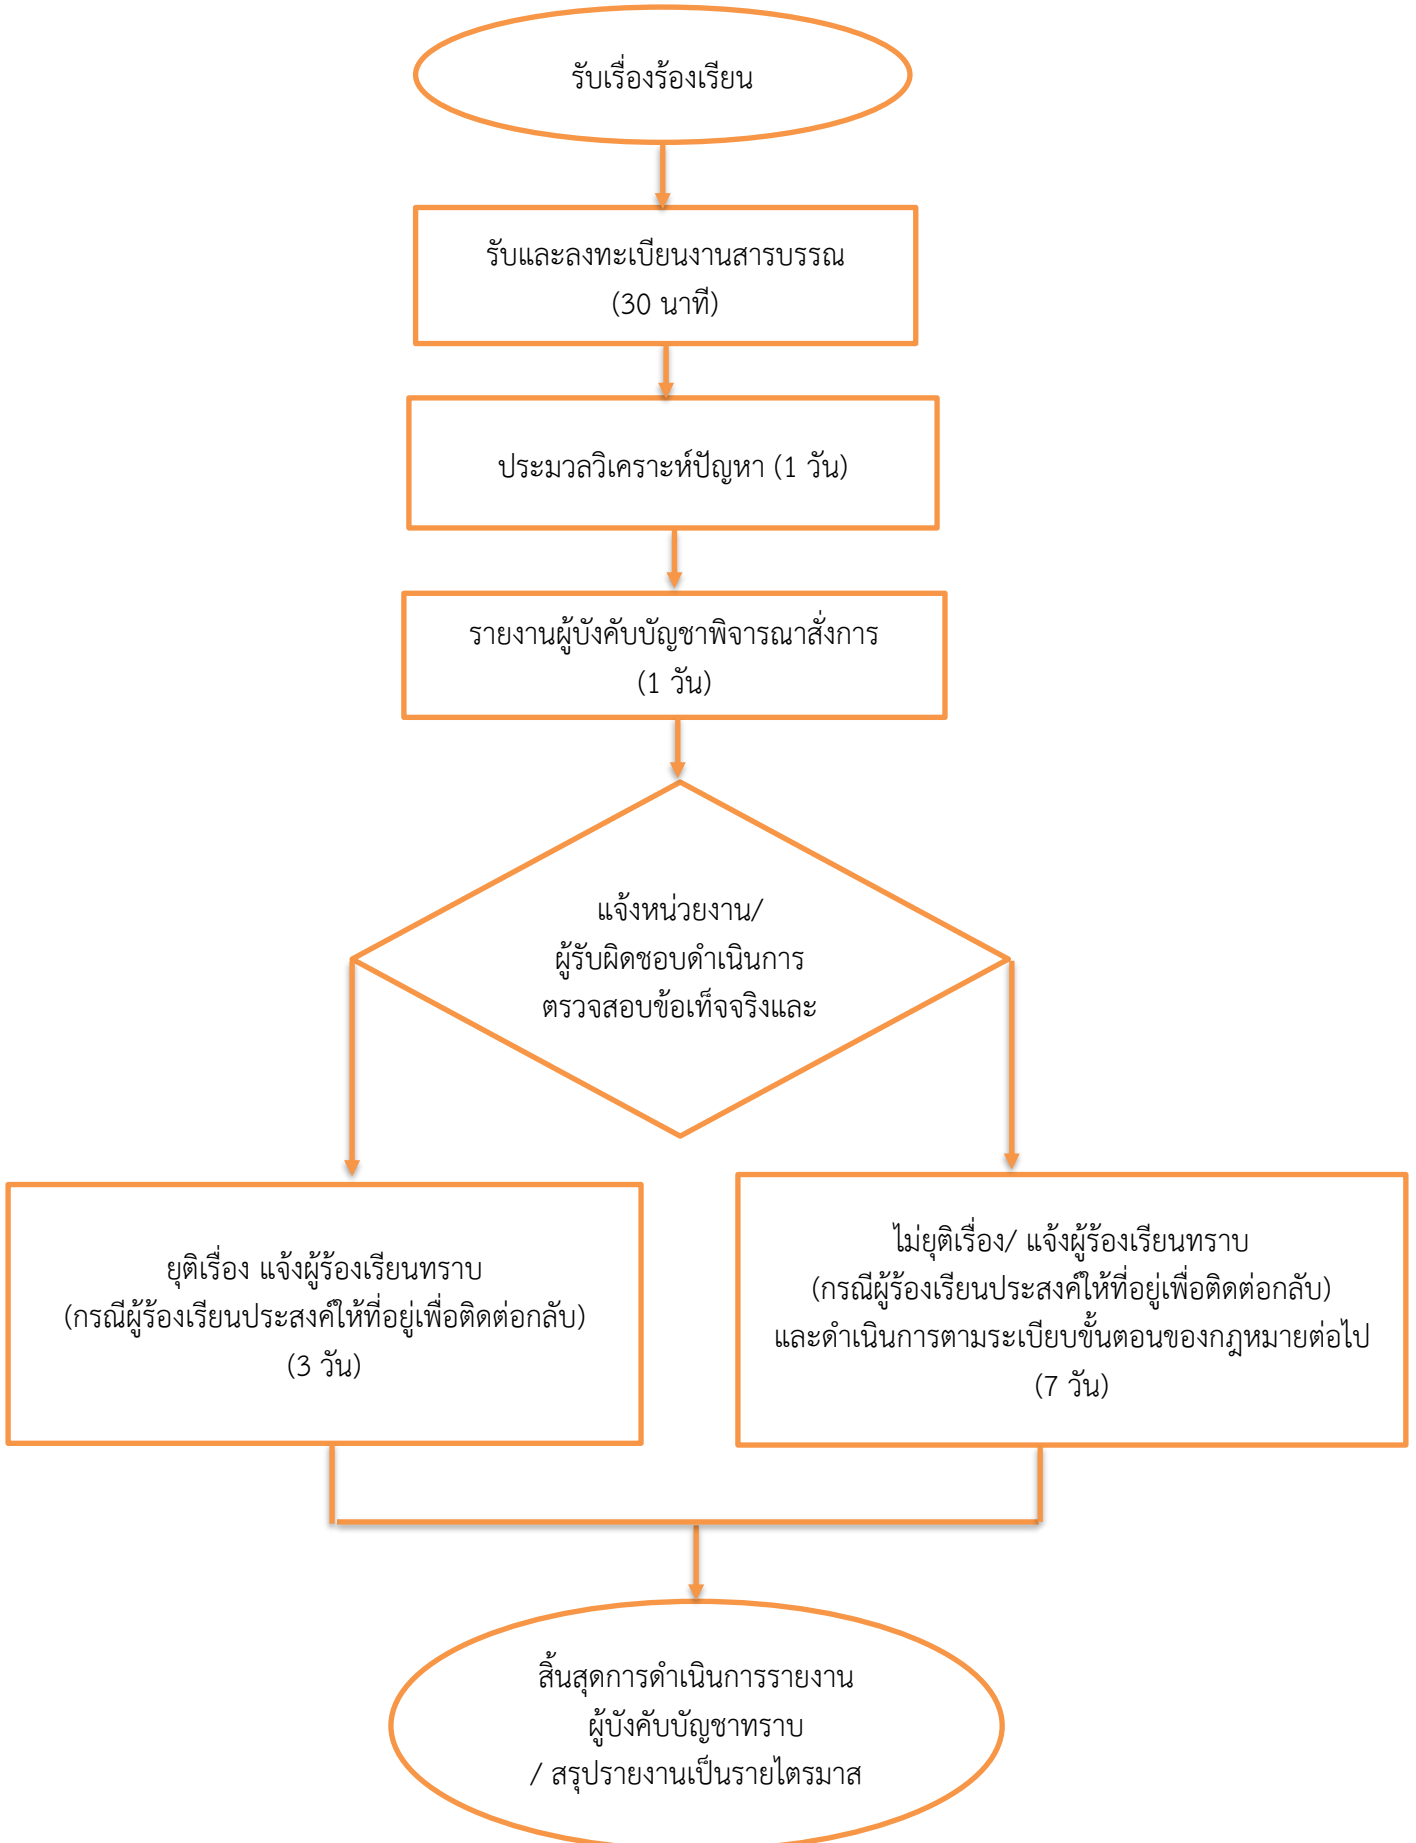 รับเรื่องร้องเรียน
รับและลงทะเบียนงานสารบรรณ
(30 นาที)
ประมวลวิเคราะห์ปัญหา (1 วัน)
รายงานผู้บังคับบัญชาพิจารณาสั่งการ
(1 วัน)
แจ้งหน่วยงาน/
ผู้รับผิดชอบดำเนินการ
ตรวจสอบข้อเท็จจริงและ
ยุติเรื่อง แจ้งผู้ร้องเรียนทราบ
(กรณีผู้ร้องเรียนประสงค์ให้ที่อยู่เพื่อติดต่อกลับ)
(3 วัน)
ไม่ยุติเรื่อง/ แจ้งผู้ร้องเรียนทราบ
(กรณีผู้ร้องเรียนประสงค์ให้ที่อยู่เพื่อติดต่อกลับ)
และดำเนินการตามระเบียบขั้นตอนของกฎหมายต่อไป
(7 วัน)
สิ้นสุดการดำเนินการรายงาน
ผู้บังคับบัญชาทราบ
/ สรุปรายงานเป็นรายไตรมาส